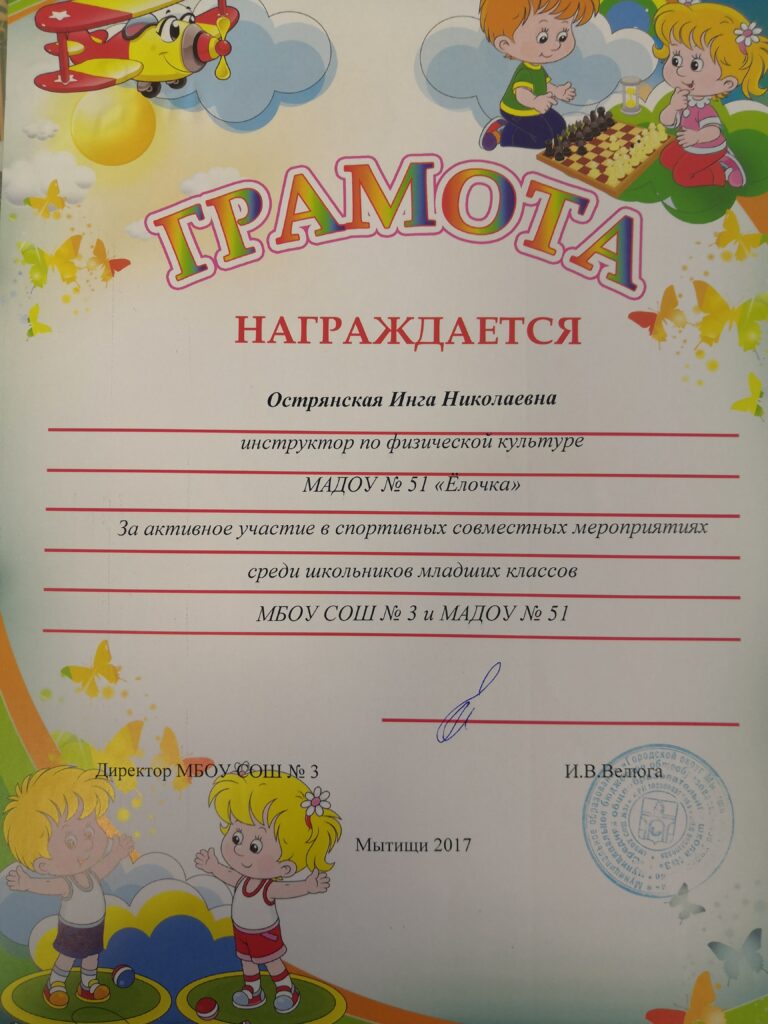 ГРАМОТА
НАГРАЖДАЕТСЯ
Острянская Инга Николаевна
инструктор по физической культуре
МАДОУ № 51 «Ёлочка»
За активное участие в спортивных совместных мероприятиях
среди школьников младших классов
МБОУ СОШ № 3 и МАДОУ № 51
Директор МБОУ СОШ № 3 И.В.Велюга
Мытищи 2017